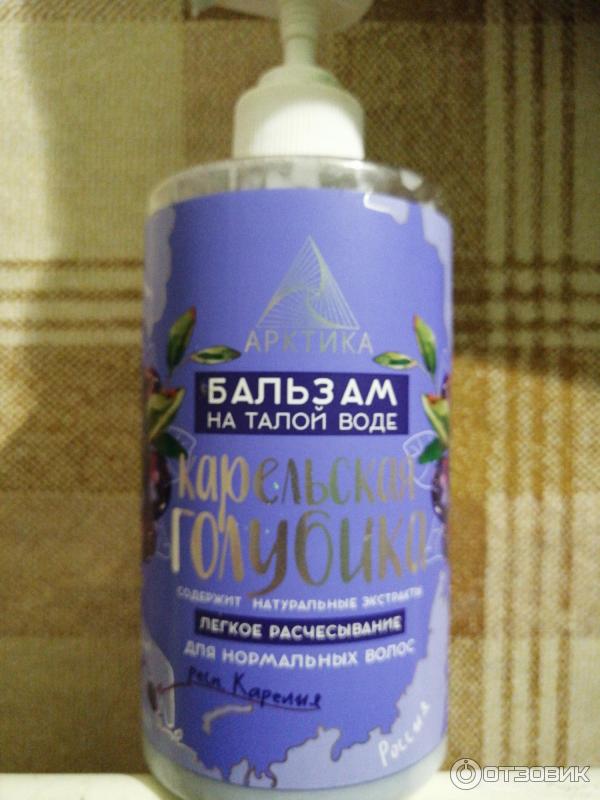 АРКТИКА
БАЛЬЗАМ
НА ТАЛОЙ ВОДЕ
карельская
голубика
СОДЕРЖИТ НАТУРАЛЬНЫЕ ЭКСТРАКТЫ
ЛЕГКОЕ РАСЧЕСЫВАНИЕ
ДЛЯ НОРМАЛЬНЫХ ВОЛОС
респ. Карелия
Россия
ОТЗОВИК